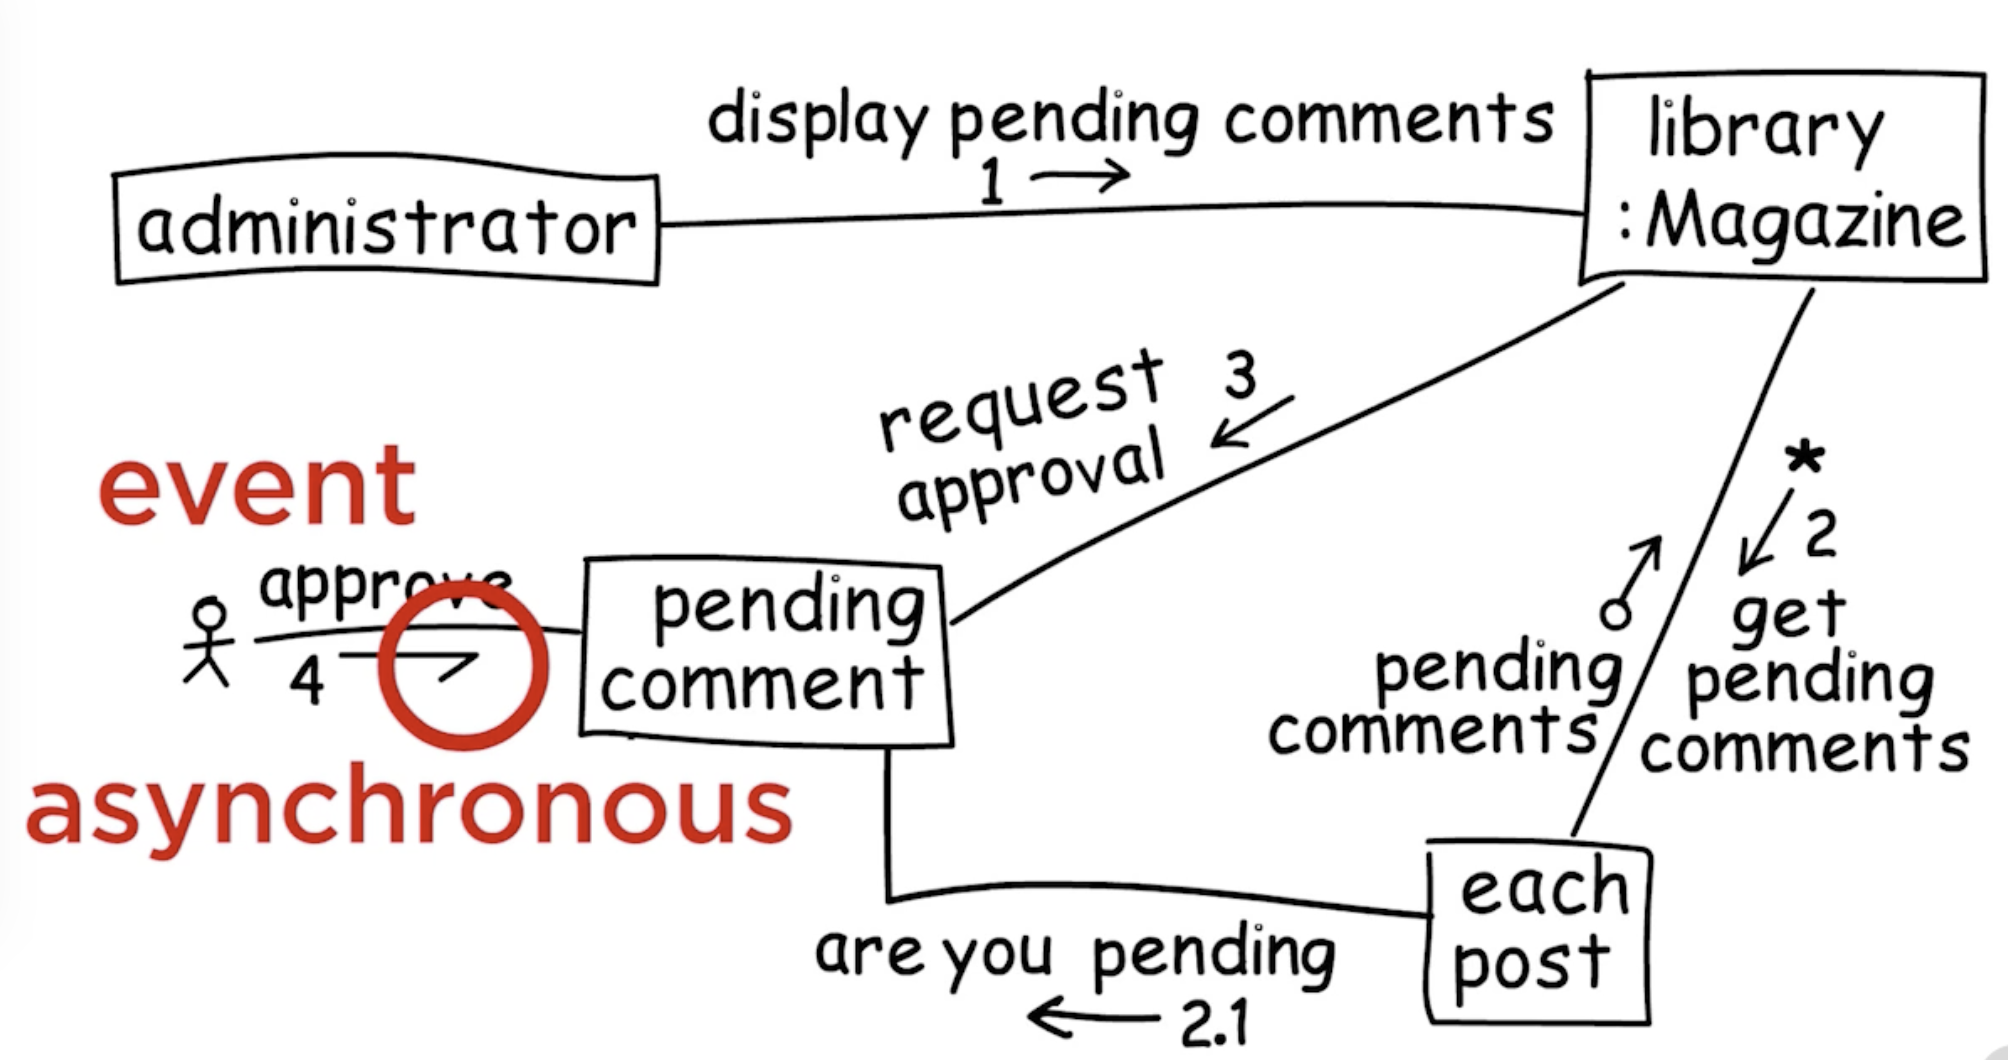 display pending comments
1
library
:Magazine
administrator
request 3
approval
event
approve
4
asynchronous
pending
comment
*
2
get
pending
comments
pending
comments
each
post
are you pending
2.1